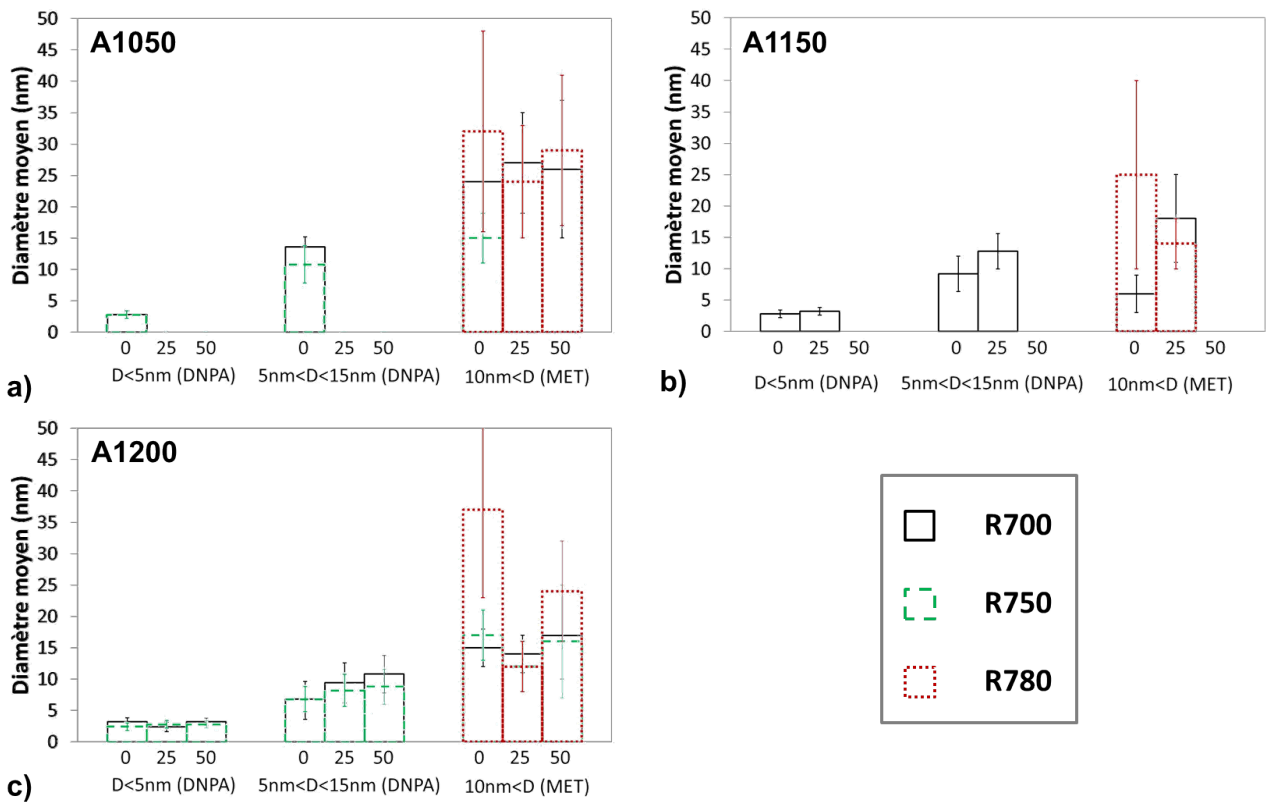 A1050
Diamètre moyen (nm)
50
45
40
35
30
25
20
15
10
5
0
0 25 50 0 25 50 0 25 50
D<5nm (DNPA) 5nm<D<15nm (DNPA) 10nm<D (MET)
a)
A1150
Diamètre moyen (nm)
50
45
40
35
30
25
20
15
10
5
0
0 25 50 0 25 50 0 25 50
D<5nm (DNPA) 5nm<D<15nm (DNPA) 10nm<D (MET)
b)
A1200
Diamètre moyen (nm)
50
45
40
35
30
25
20
15
10
5
0
0 25 50 0 25 50 0 25 50
D<5nm (DNPA) 5nm<D<15nm (DNPA) 10nm<D (MET)
c)
R700
R750
R780